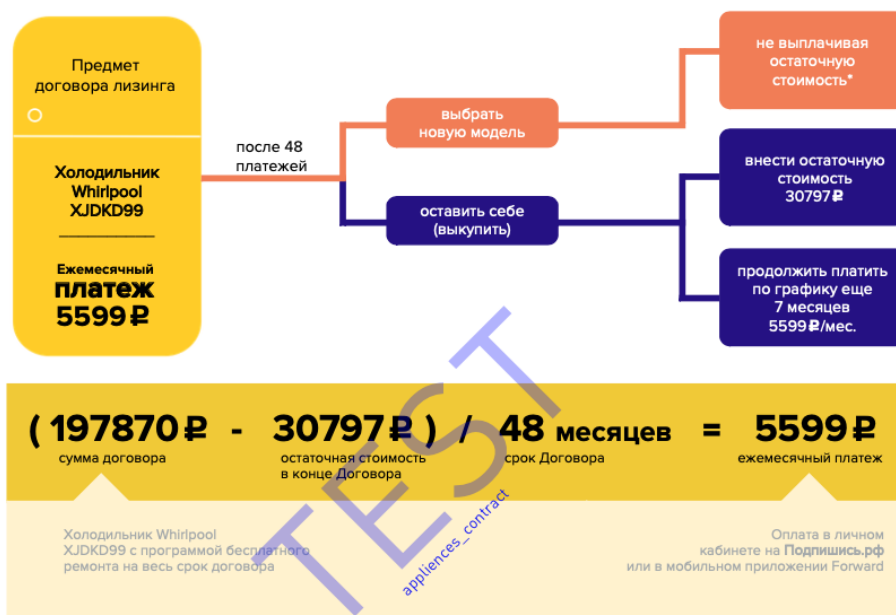 Предмет
договора лизинга
Холодильник
Whirlpool
XJDKD99
Ежемесячный
платеж
5599 ₽
после 48
платежей
выбрать
новую модель
оставить себе
(выкупить)
не выплачивая
остаточную
стоимость*
внести остаточную
стоимость
30797₽
продолжить платить
по графику еще
7 месяцев
5599₽/мес.
( 197870 ₽ - 30797 ₽ ) / 48 месяцев = 5599 ₽
сумма договора
остаточная стоимость
в конце Договора
срок Договора
ежемесячный платеж
Холодильник Whirlpool
XJDKD99 с программой бесплатного
ремонта на весь срок договора
Оплата в личном
кабинете на Подпишись.рф
или в мобильном приложении Forward
TEST
appliences_contract